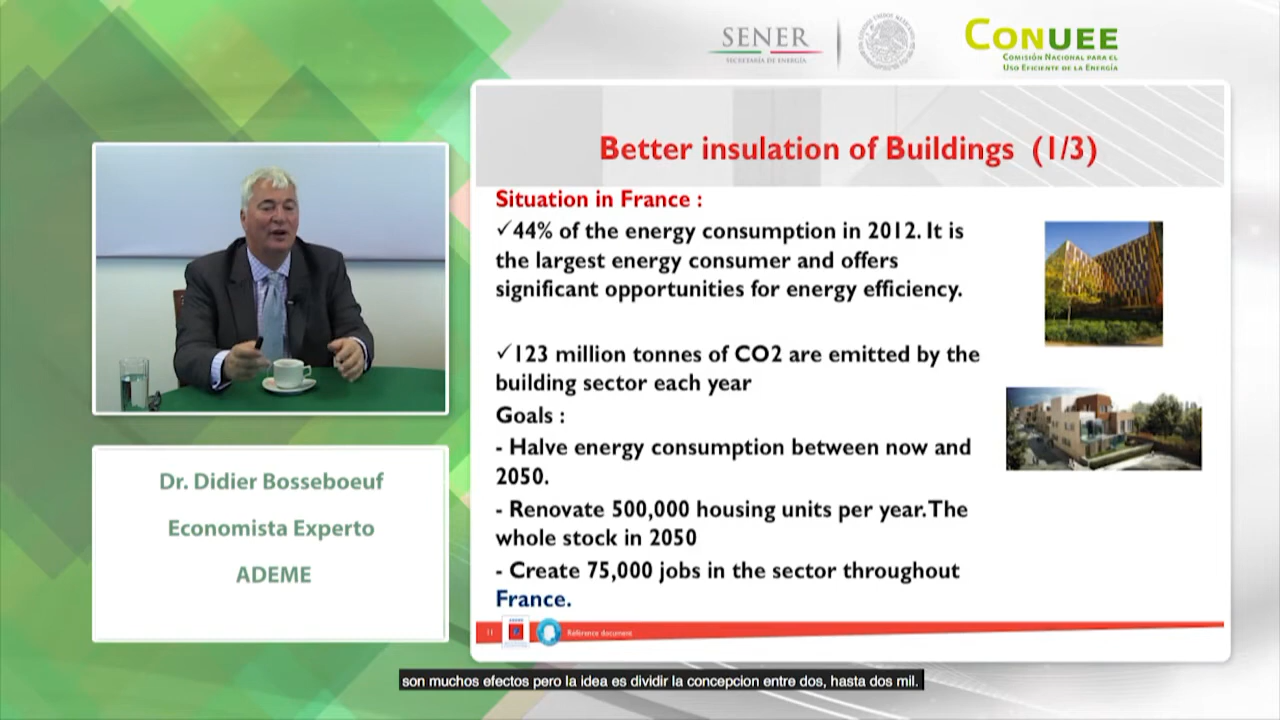 SENER
SECRETARÍA DE ENERGÍA
CONUEE
COMISIÓN NACIONAL PARA EL
USO EFICIENTE DE LA ENERGÍA
Better insulation of Buildings (1/3)
Situation in France :
✓44% of the energy consumption in 2012. It is
the largest energy consumer and offers
significant opportunities for energy efficiency.
✓123 million tonnes of CO2 are emitted by the
building sector each year
Goals :
- Halve energy consumption between now and
2050.
- Renovate 500,000 housing units per year. The
whole stock in 2050
- Create 75,000 jobs in the sector throughout
France.
11
Reference document
Dr. Didier Bosseboeuf
Economista Experto
ADEME
son muchos efectos pero la idea es dividir la concepcion entre dos, hasta dos mil.